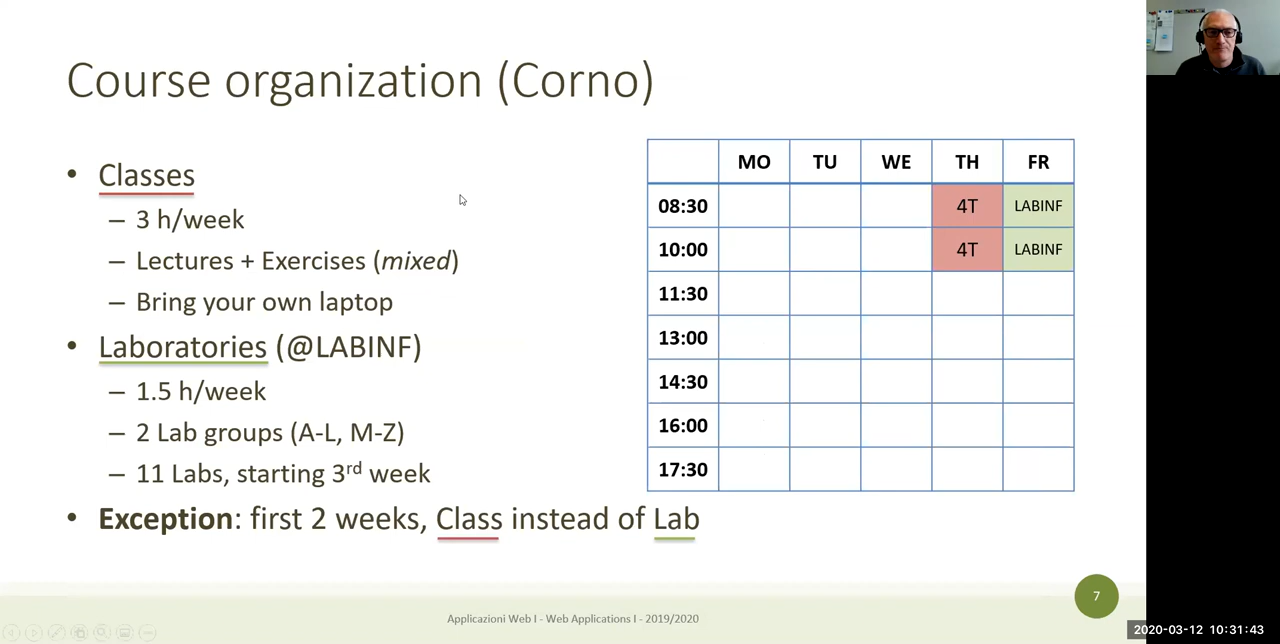 Course organization (Corno)
• Classes
– 3 h/week
– Lectures + Exercises (mixed)
– Bring your own laptop
• Laboratories (@LABINF)
– 1.5 h/week
– 2 Lab groups (A-L, M-Z)
– 11 Labs, starting 3rd week
• Exception: first 2 weeks, Class instead of Lab
MO TU WE TH FR
08:30 4T LABINF
10:00 4T LABINF
11:30
13:00
14:30
16:00
17:30
Applicazioni Web I - Web Applications I - 2019/2020
7
2020-03-12 10:31:43